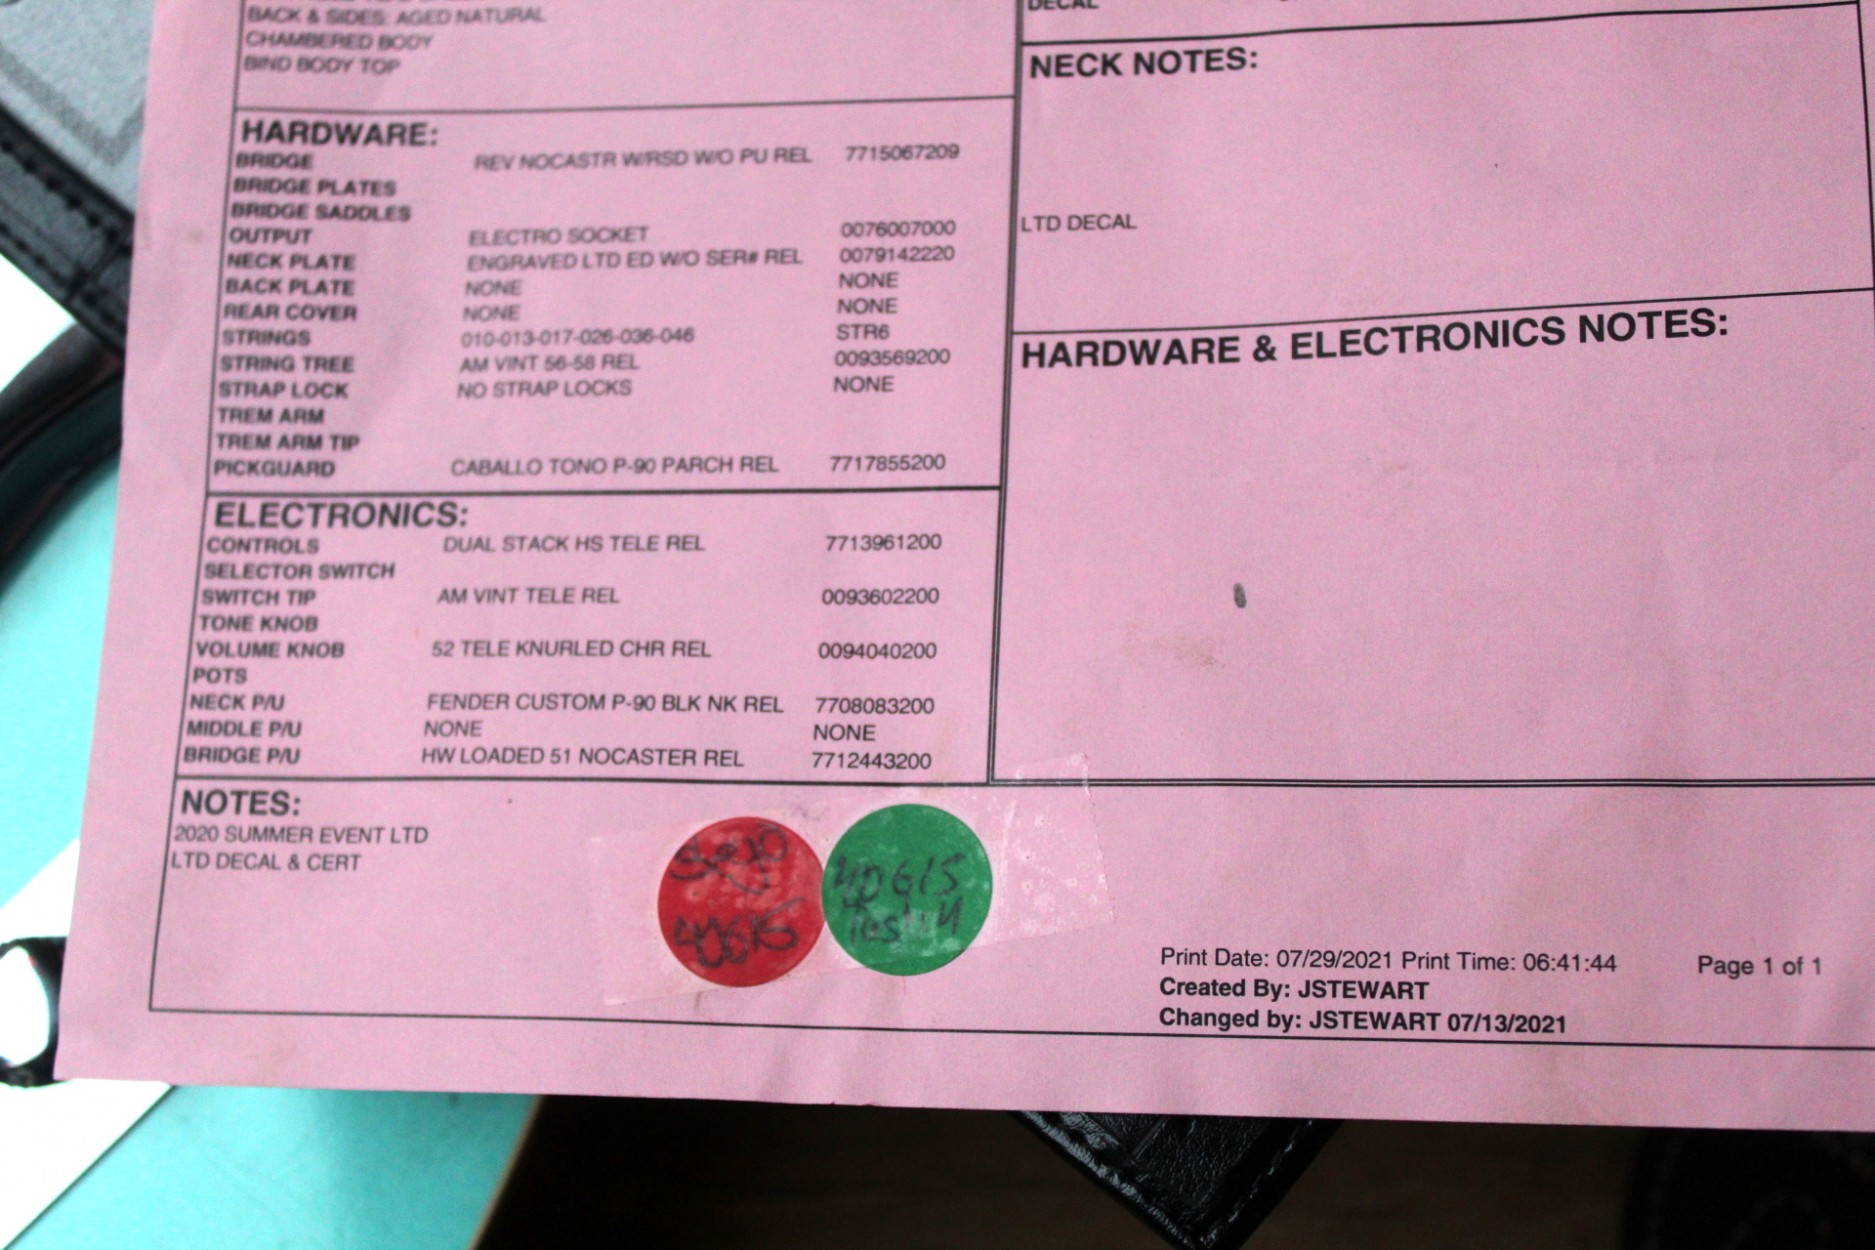 BACK & SIDES: AGED NATURAL
CHAMBERED BODY
BIND BODY TOP
HARDWARE:
BRIDGE REV NOCASTR W/RSD W/O PU REL 7715067209
BRIDGE PLATES
BRIDGE SADDLES
OUTPUT ELECTRO SOCKET 0076007000
NECK PLATE ENGRAVED LTD ED W/O SER# REL 0079142220
BACK PLATE NONE NONE
REAR COVER NONE NONE
STRINGS 010-013-017-026-036-046 STR6
STRING TREE AM VINT 56-58 REL 0093569200
STRAP LOCK NO STRAP LOCKS NONE
TREM ARM
TREM ARM TIP
PICKGUARD CABALLO TONO P-90 PARCH REL 7717855200
ELECTRONICS:
CONTROLS DUAL STACK HS TELE REL 7713961200
SELECTOR SWITCH
SWITCH TIP AM VINT TELE REL 0093602200
TONE KNOB
VOLUME KNOB 52 TELE KNURLED CHR REL 0094040200
POTS
NECK P/U FENDER CUSTOM P-90 BLK NK REL 7708083200
MIDDLE P/U NONE NONE
BRIDGE P/U HW LOADED 51 NOCASTER REL 7712443200
DECAL
NECK NOTES:
LTD DECAL
HARDWARE & ELECTRONICS NOTES:
NOTES:
2020 SUMMER EVENT LTD
LTD DECAL & CERT
40615
40615
Print Date: 07/29/2021 Print Time: 06:41:44 Page 1 of 1
Created By: JSTEWART
Changed by: JSTEWART 07/13/2021